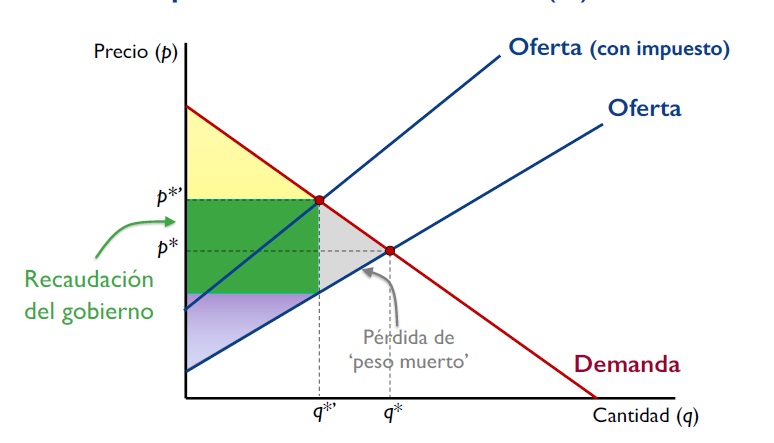 Precio (p)
Oferta (con impuesto)
Oferta
p*’
p*
Recaudación
del gobierno
Pérdida de
‘peso muerto’
Demanda
q*’
q*
Cantidad (q)